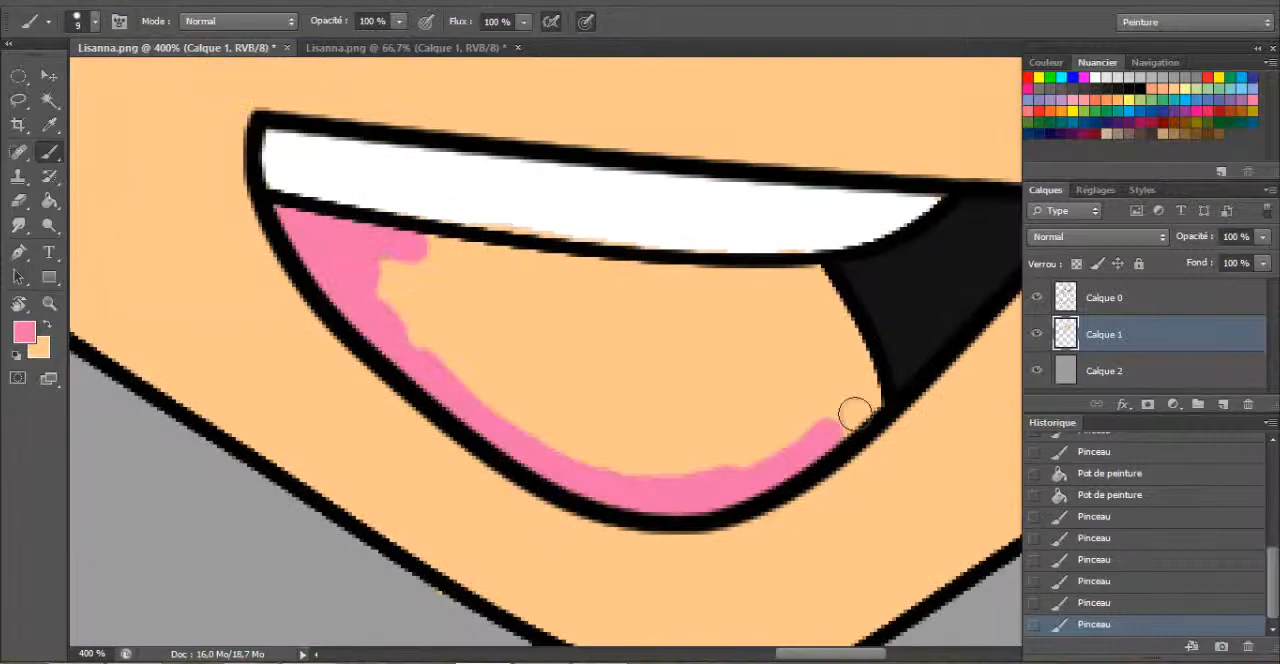 9 Mode : Normal Opacité : 100 % Flux : 100 % Peinture
Lisanna.png @ 400% (Calque 1, RVB/8) * × Lisanna.png @ 66,7% (Calque 1, RVB/8) * ×
Couleur Nuancier Navigation
Calques Réglages Styles
Type
Normal Opacité : 100 %
Verrou : Fond : 100 %
Calque 0
Calque 1
Calque 2
Historique
Pinceau
Pinceau
Pot de peinture
Pot de peinture
Pinceau
Pinceau
Pinceau
Pinceau
Pinceau
Pinceau
400 % Doc : 16,0 Mo/18,7 Mo